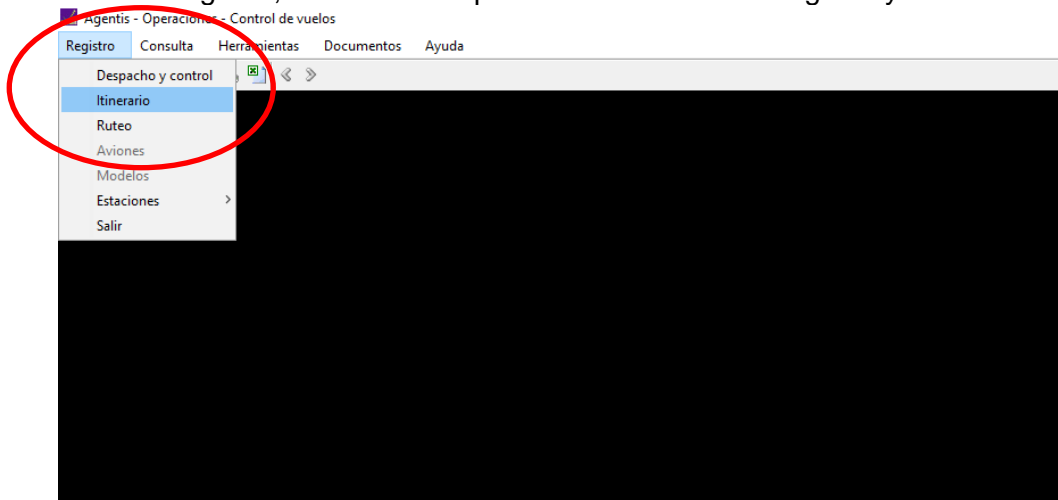 Agentis - Operaciones - Control de vuelos
Registro Consulta Herramientas Documentos Ayuda
Despacho y control
Itinerario
Ruteo
Aviones
Modelos
Estaciones >
Salir